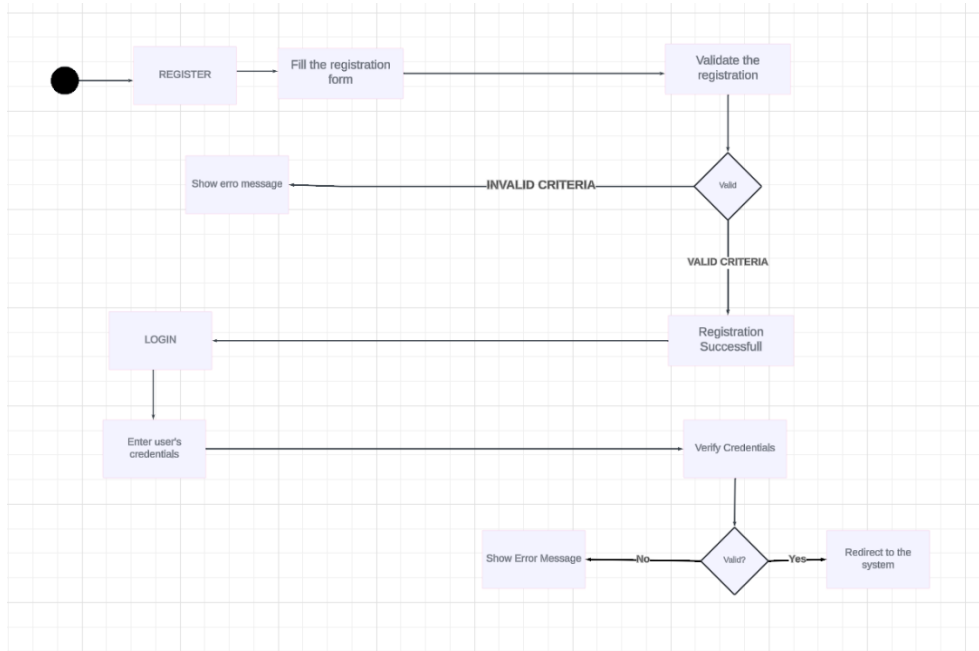 REGISTER
Fill the registration
form
Validate the
registration
Show erro message
INVALID CRITERIA
Valid
VALID CRITERIA
LOGIN
Registration
Successfull
Enter user's
credentials
Verify Credentials
Show Error Message
No
Valid?
Yes
Redirect to the
system